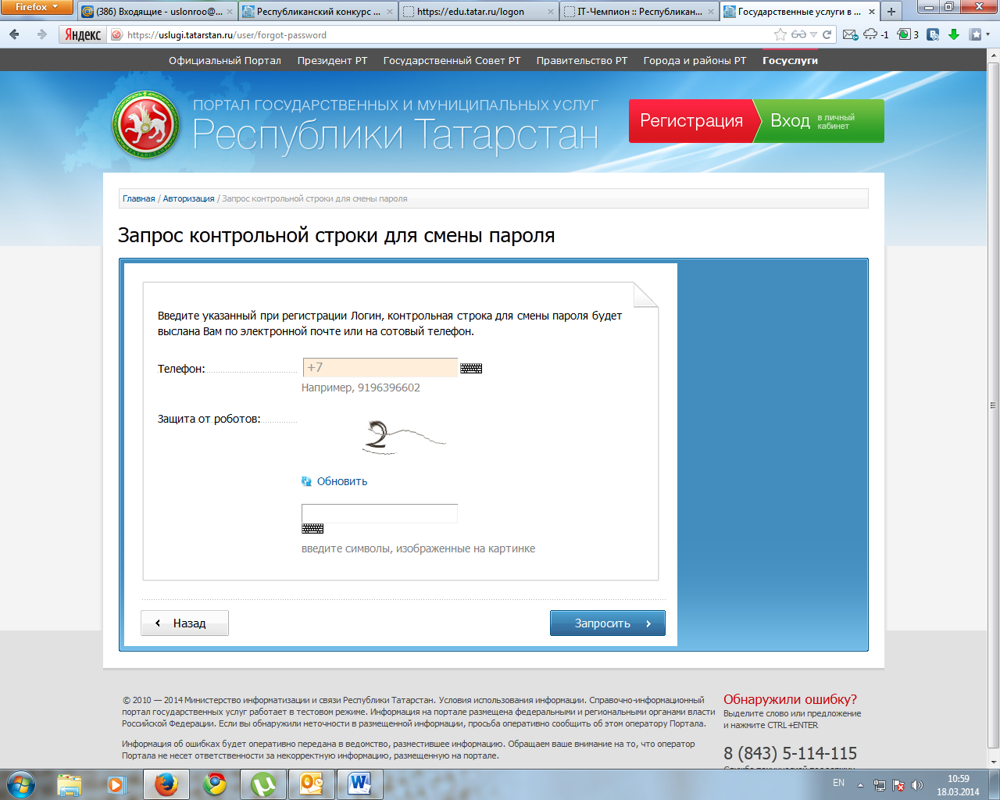 Firefox
(386) Входящие - uslonroo@...
Республиканский конкурс ...
https://edu.tatar.ru/logon
IT-Чемпион :: Республикан...
Государственные услуги в ...
Яндекс
https://uslugi.tatarstan.ru/user/forgot-password
-1
3
Официальный Портал Президент РТ Государственный Совет РТ Правительство РТ Города и районы РТ Госуслуги
ПОРТАЛ ГОСУДАРСТВЕННЫХ И МУНИЦИПАЛЬНЫХ УСЛУГ
Республики Татарстан
ТАТАРСТАН
Регистрация
Вход
в личный
кабинет
Главная / Авторизация / Запрос контрольной строки для смены пароля
Запрос контрольной строки для смены пароля
Введите указанный при регистрации Логин, контрольная строка для смены пароля будет
выслана Вам по электронной почте или на сотовый телефон.
Телефон:
+7
Например, 9196396602
Защита от роботов:
2
Обновить
введите символы, изображенные на картинке
Назад
Запросить
© 2010 — 2014 Министерство информатизации и связи Республики Татарстан. Условия использования информации. Справочно-информационный
портал государственных услуг работает в тестовом режиме. Информация на портале размещена федеральными и региональными органами власти
Российской Федерации. Если вы обнаружили неточности в размещенной информации, просьба оперативно сообщить об этом оператору Портала.
Информация об ошибках будет оперативно передана в ведомство, разместившее информацию. Обращаем ваше внимание на то, что оператор
Портала не несет ответственности за некорректную информацию, размещенную на портале.
Обнаружили ошибку?
Выделите слово или предложение
и нажмите CTRL+ENTER
8 (843) 5-114-115
Служба технической поддержки
EN
10:59
18.03.2014